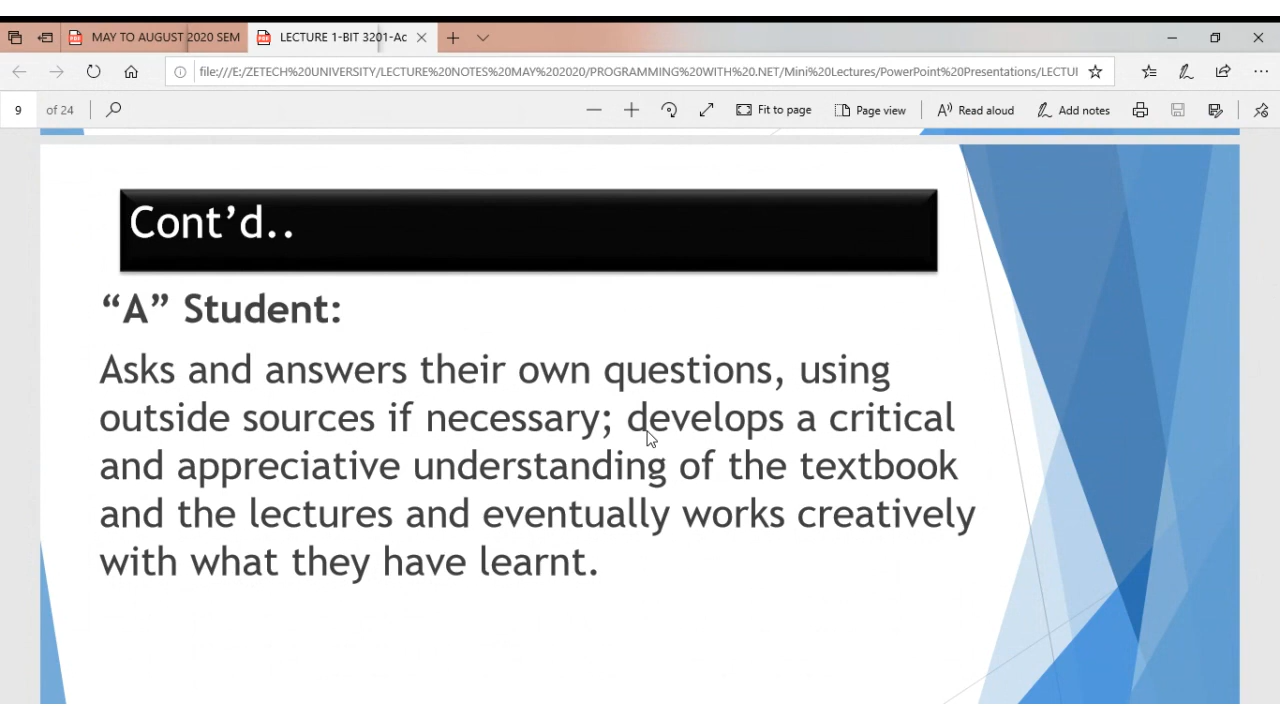 MAY TO AUGUST 2020 SEM
LECTURE 1-BIT 3201-Ac
file:///E:/ZETECH%20UNIVERSITY/LECTURE%20NOTES%20MAY%202020/PROGRAMMING%20WITH%20.NET/Mini%20Lectures/PowerPoint%20Presentations/LECTUI
9 of 24
Fit to page
Page view
Read aloud
Add notes
Cont’d..
“A” Student:
Asks and answers their own questions, using
outside sources if necessary; develops a critical
and appreciative understanding of the textbook
and the lectures and eventually works creatively
with what they have learnt.